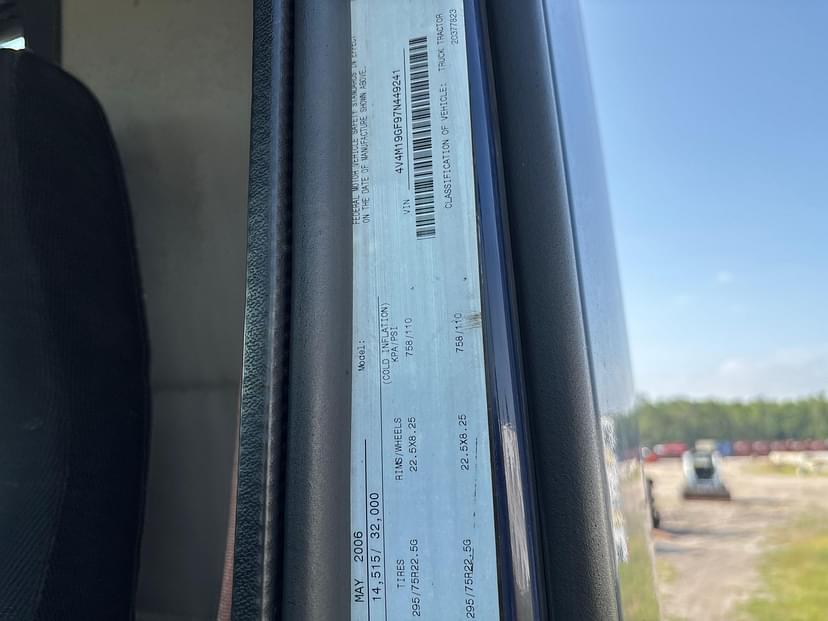 MAY 2006 Model:
14,515/ 32,000
(COLD INFLATION)
TIRES RIMS/WHEELS KPA/PSI
295/75R22.5G 22.5X8.25 758/110
295/75R22.5G 22.5X8.25 758/110
FEDERAL MOTOR VEHICLE SAFETY STANDARDS IN EFFECT
ON THE DATE OF MANUFACTURE SHOWN ABOVE.
VIN 4V4M19GF97N449241
CLASSIFICATION OF VEHICLE: TRUCK TRACTOR
20377823